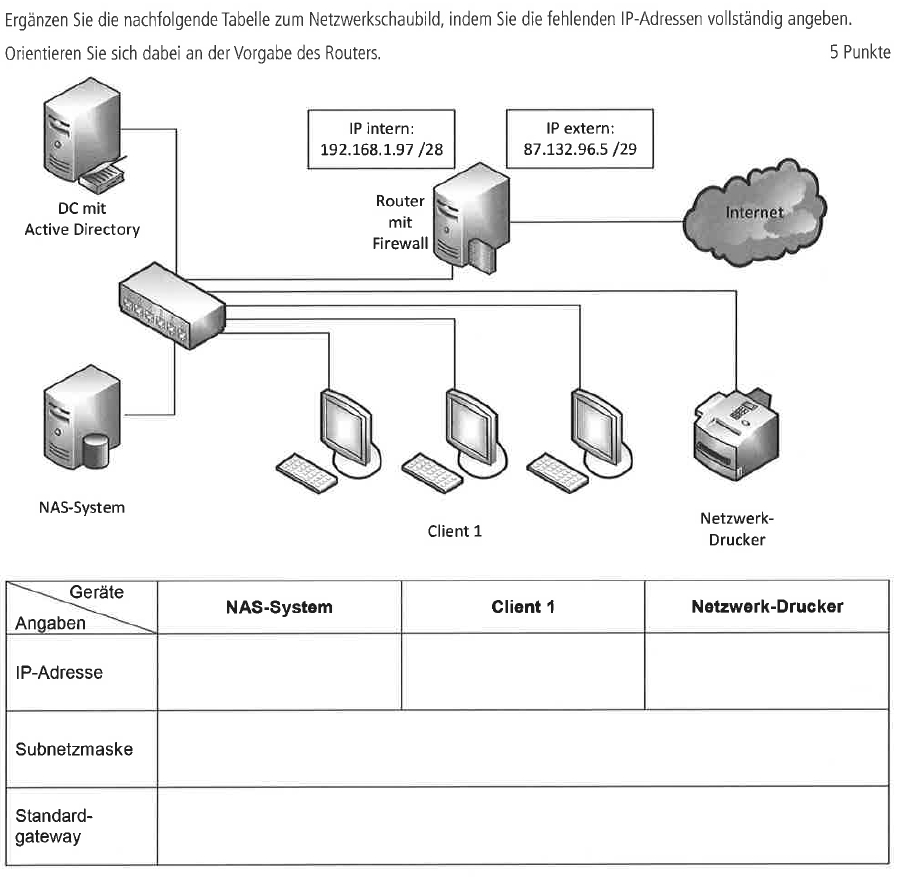 Ergänzen Sie die nachfolgende Tabelle zum Netzwerkschaubild, indem Sie die fehlenden IP-Adressen vollständig angeben.
Orientieren Sie sich dabei an der Vorgabe des Routers. 5 Punkte
IP intern:
192.168.1.97 /28
IP extern:
87.132.96.5 /29
DC mit
Active Directory
Router
mit
Firewall
Internet
NAS-System
Client 1
Netzwerk-
Drucker
Geräte
Angaben
NAS-System
Client 1
Netzwerk-Drucker
IP-Adresse
Subnetzmaske
Standard-
gateway